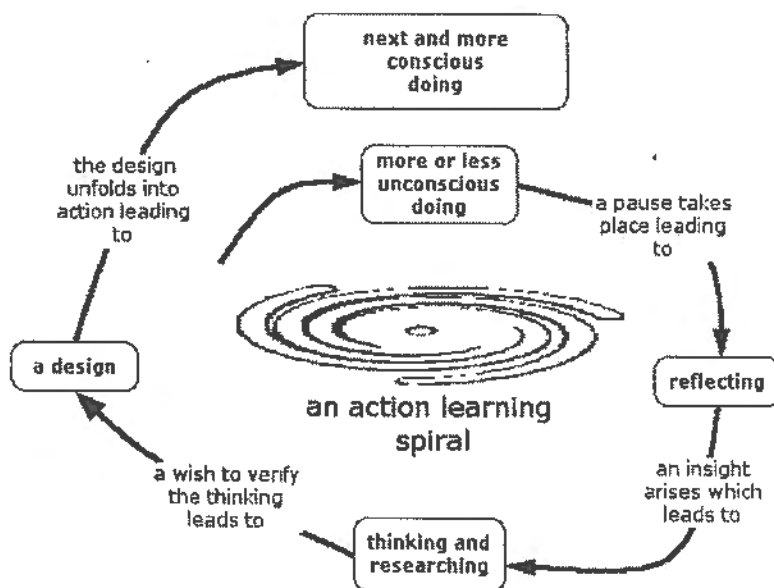 next and more
conscious
doing
more or less
unconscious
doing
a pause takes
place leading
to
reflecting
an insight
arises which
leads to
thinking and
researching
a wish to verify
the thinking
leads to
a design
the design
unfolds into
action leading
to
an action learning
spiral